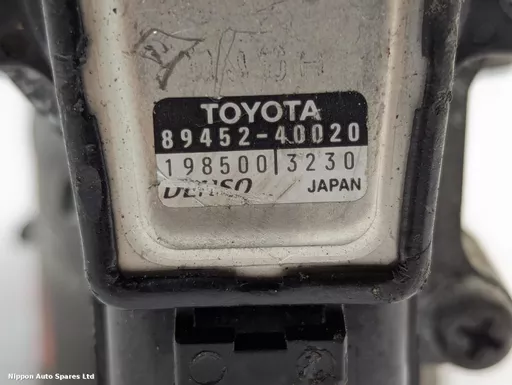 TOYOTA
89452-40020
198500 3230
DENSO JAPAN
Nippon Auto Spares Ltd